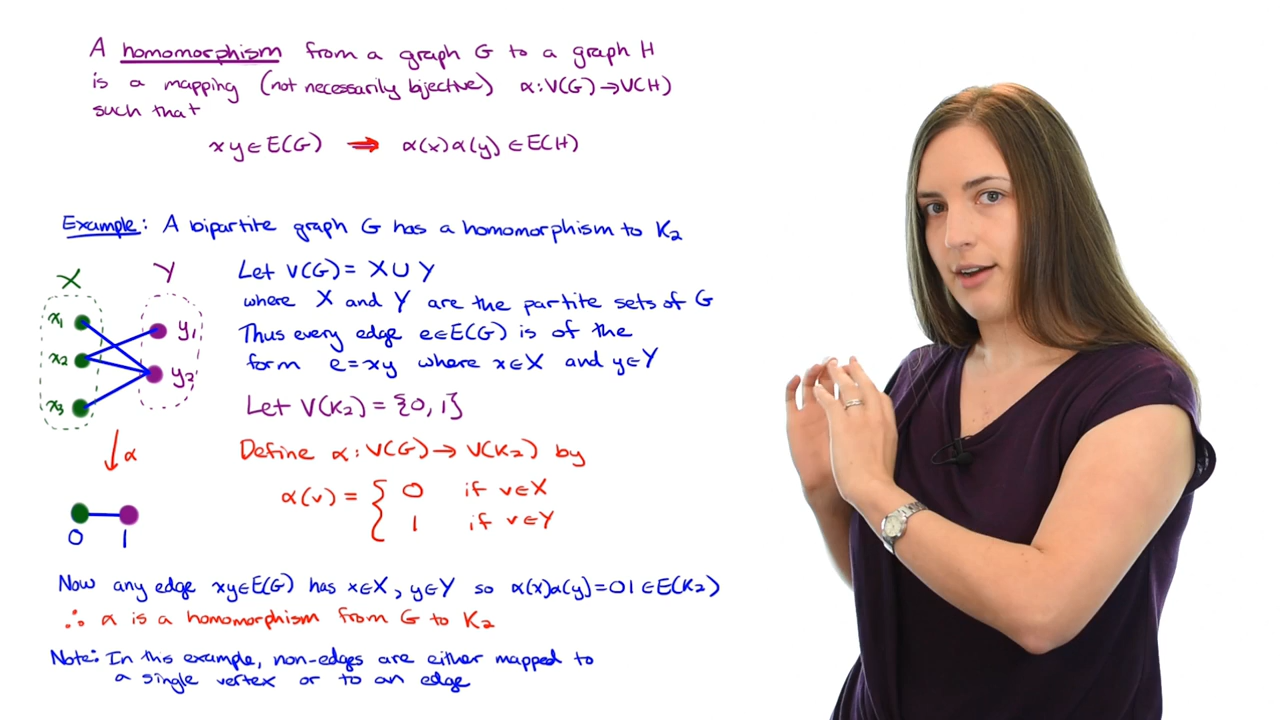 A homomorphism from a graph G to a graph H
is a mapping (not necessarily bijective) α:V(G)→V(H)
such that
xy∈E(G) ⇒ α(x)α(y)∈E(H)
Example: A bipartite graph G has a homomorphism to K₂
X Y
x₁
x₂
x₃
y₁
y₂
α
0 1
Let V(G) = X∪Y
where X and Y are the partite sets of G
Thus every edge e∈E(G) is of the
form e=xy where x∈X and y∈Y
Let V(K₂) = {0,1}
Define α: V(G)→V(K₂) by
α(v) = { 0 if v∈X
1 if v∈Y
Now any edge xy∈E(G) has x∈X, y∈Y so α(x)α(y)=01∈E(K₂)
∴ α is a homomorphism from G to K₂
Note: In this example, non-edges are either mapped to
a single vertex or to an edge